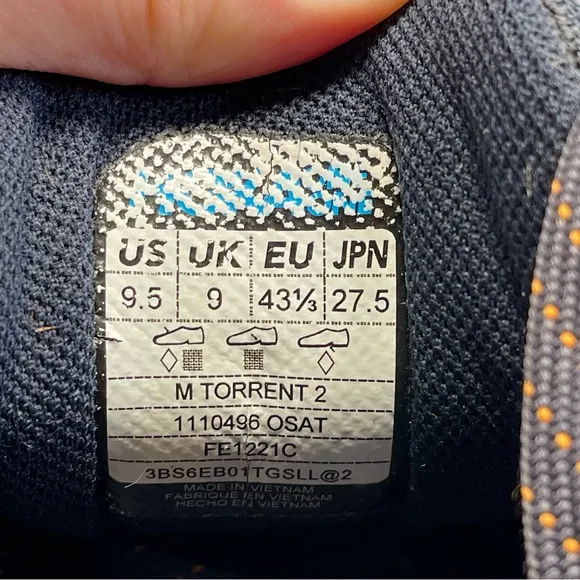 US UK EU JPN
9.5 9 43⅓ 27.5
M TORRENT 2
1110496 OSAT
FE1221C
3BS6EB01TGSLL@2
MADE IN VIETNAM
FABRIQUE EN VIETNAM
HECHO EN VIETNAM